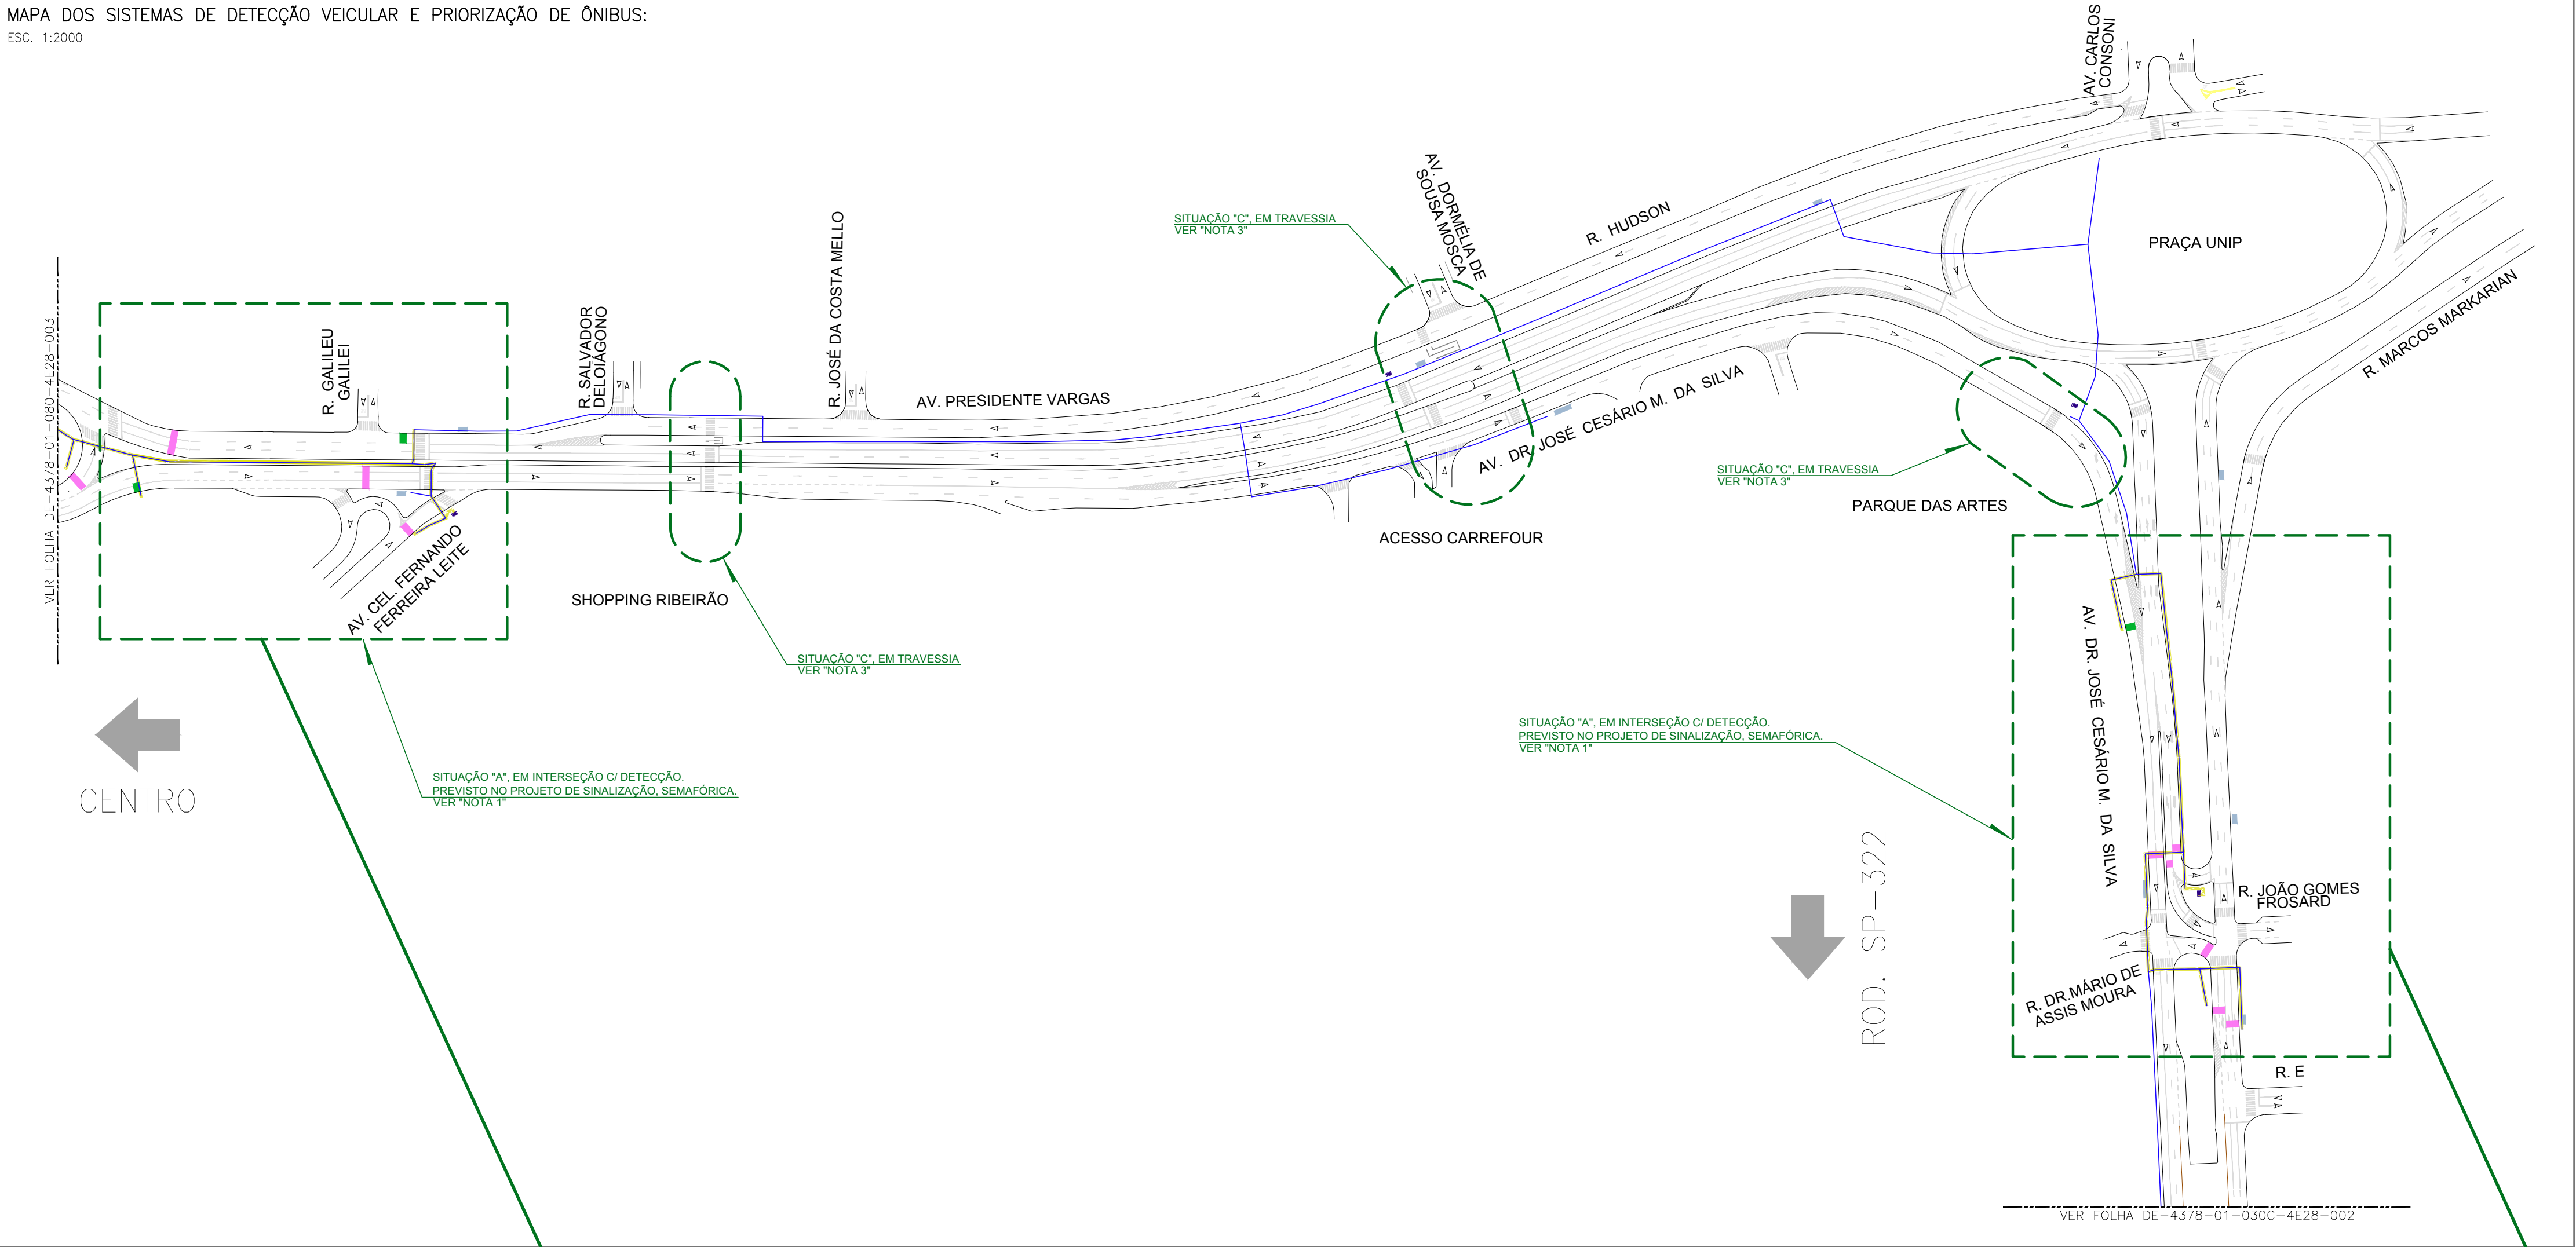 MAPA DOS SISTEMAS DE DETECÇÃO VEICULAR E PRIORIZAÇÃO DE ÔNIBUS:
ESC. 1:2000
AV. CARLOS
CONSONI
AV. DORMÉLIA DE
SOUSA MOSCA
SITUAÇÃO "C", EM TRAVESSIA
VER "NOTA 3"
R. HUDSON
PRAÇA UNIP
R. MARCOS MARKARIAN
VER FOLHA DE-4378-01-080-4E28-003
R. GALILEU
GALILEI
R. SALVADOR
DELOIÁGONO
R. JOSÉ DA COSTA MELLO
AV. PRESIDENTE VARGAS
AV. DR. JOSÉ CESÁRIO M. DA SILVA
SITUAÇÃO "C", EM TRAVESSIA
VER "NOTA 3"
PARQUE DAS ARTES
ACESSO CARREFOUR
AV. CEL. FERNANDO
FERREIRA LEITE
SHOPPING RIBEIRÃO
SITUAÇÃO "C", EM TRAVESSIA
VER "NOTA 3"
AV. DR. JOSÉ CESÁRIO M. DA SILVA
SITUAÇÃO "A", EM INTERSEÇÃO C/ DETECÇÃO.
PREVISTO NO PROJETO DE SINALIZAÇÃO, SEMAFÓRICA.
VER "NOTA 1"
CENTRO
SITUAÇÃO "A", EM INTERSEÇÃO C/ DETECÇÃO.
PREVISTO NO PROJETO DE SINALIZAÇÃO, SEMAFÓRICA.
VER "NOTA 1"
ROD. SP-322
R. JOÃO GOMES
FROSARD
R. DR.MÁRIO DE
ASSIS MOURA
R. E
VER FOLHA DE-4378-01-030C-4E28-002